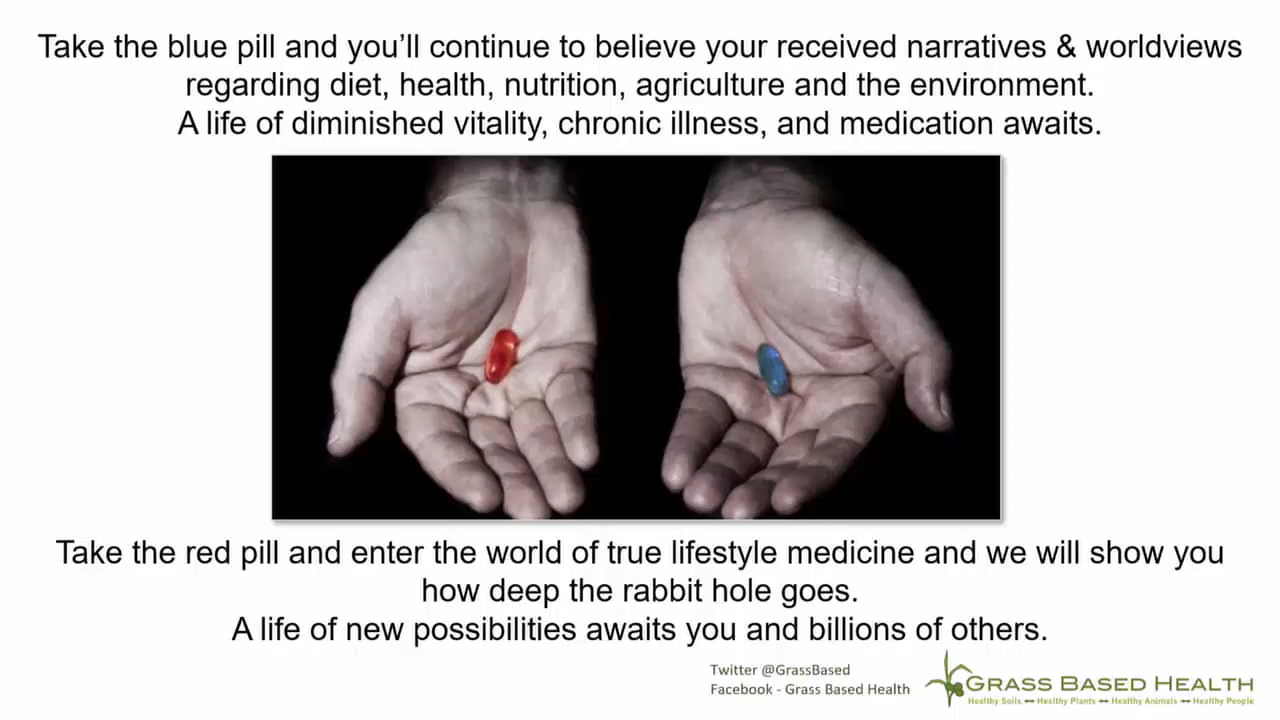 Take the blue pill and you’ll continue to believe your received narratives & worldviews
regarding diet, health, nutrition, agriculture and the environment.
A life of diminished vitality, chronic illness, and medication awaits.
Take the red pill and enter the world of true lifestyle medicine and we will show you
how deep the rabbit hole goes.
A life of new possibilities awaits you and billions of others.
Twitter @GrassBased
Facebook - Grass Based Health
GRASS BASED HEALTH
Healthy Soils ↔ Healthy Plants ↔ Healthy Animals ↔ Healthy People